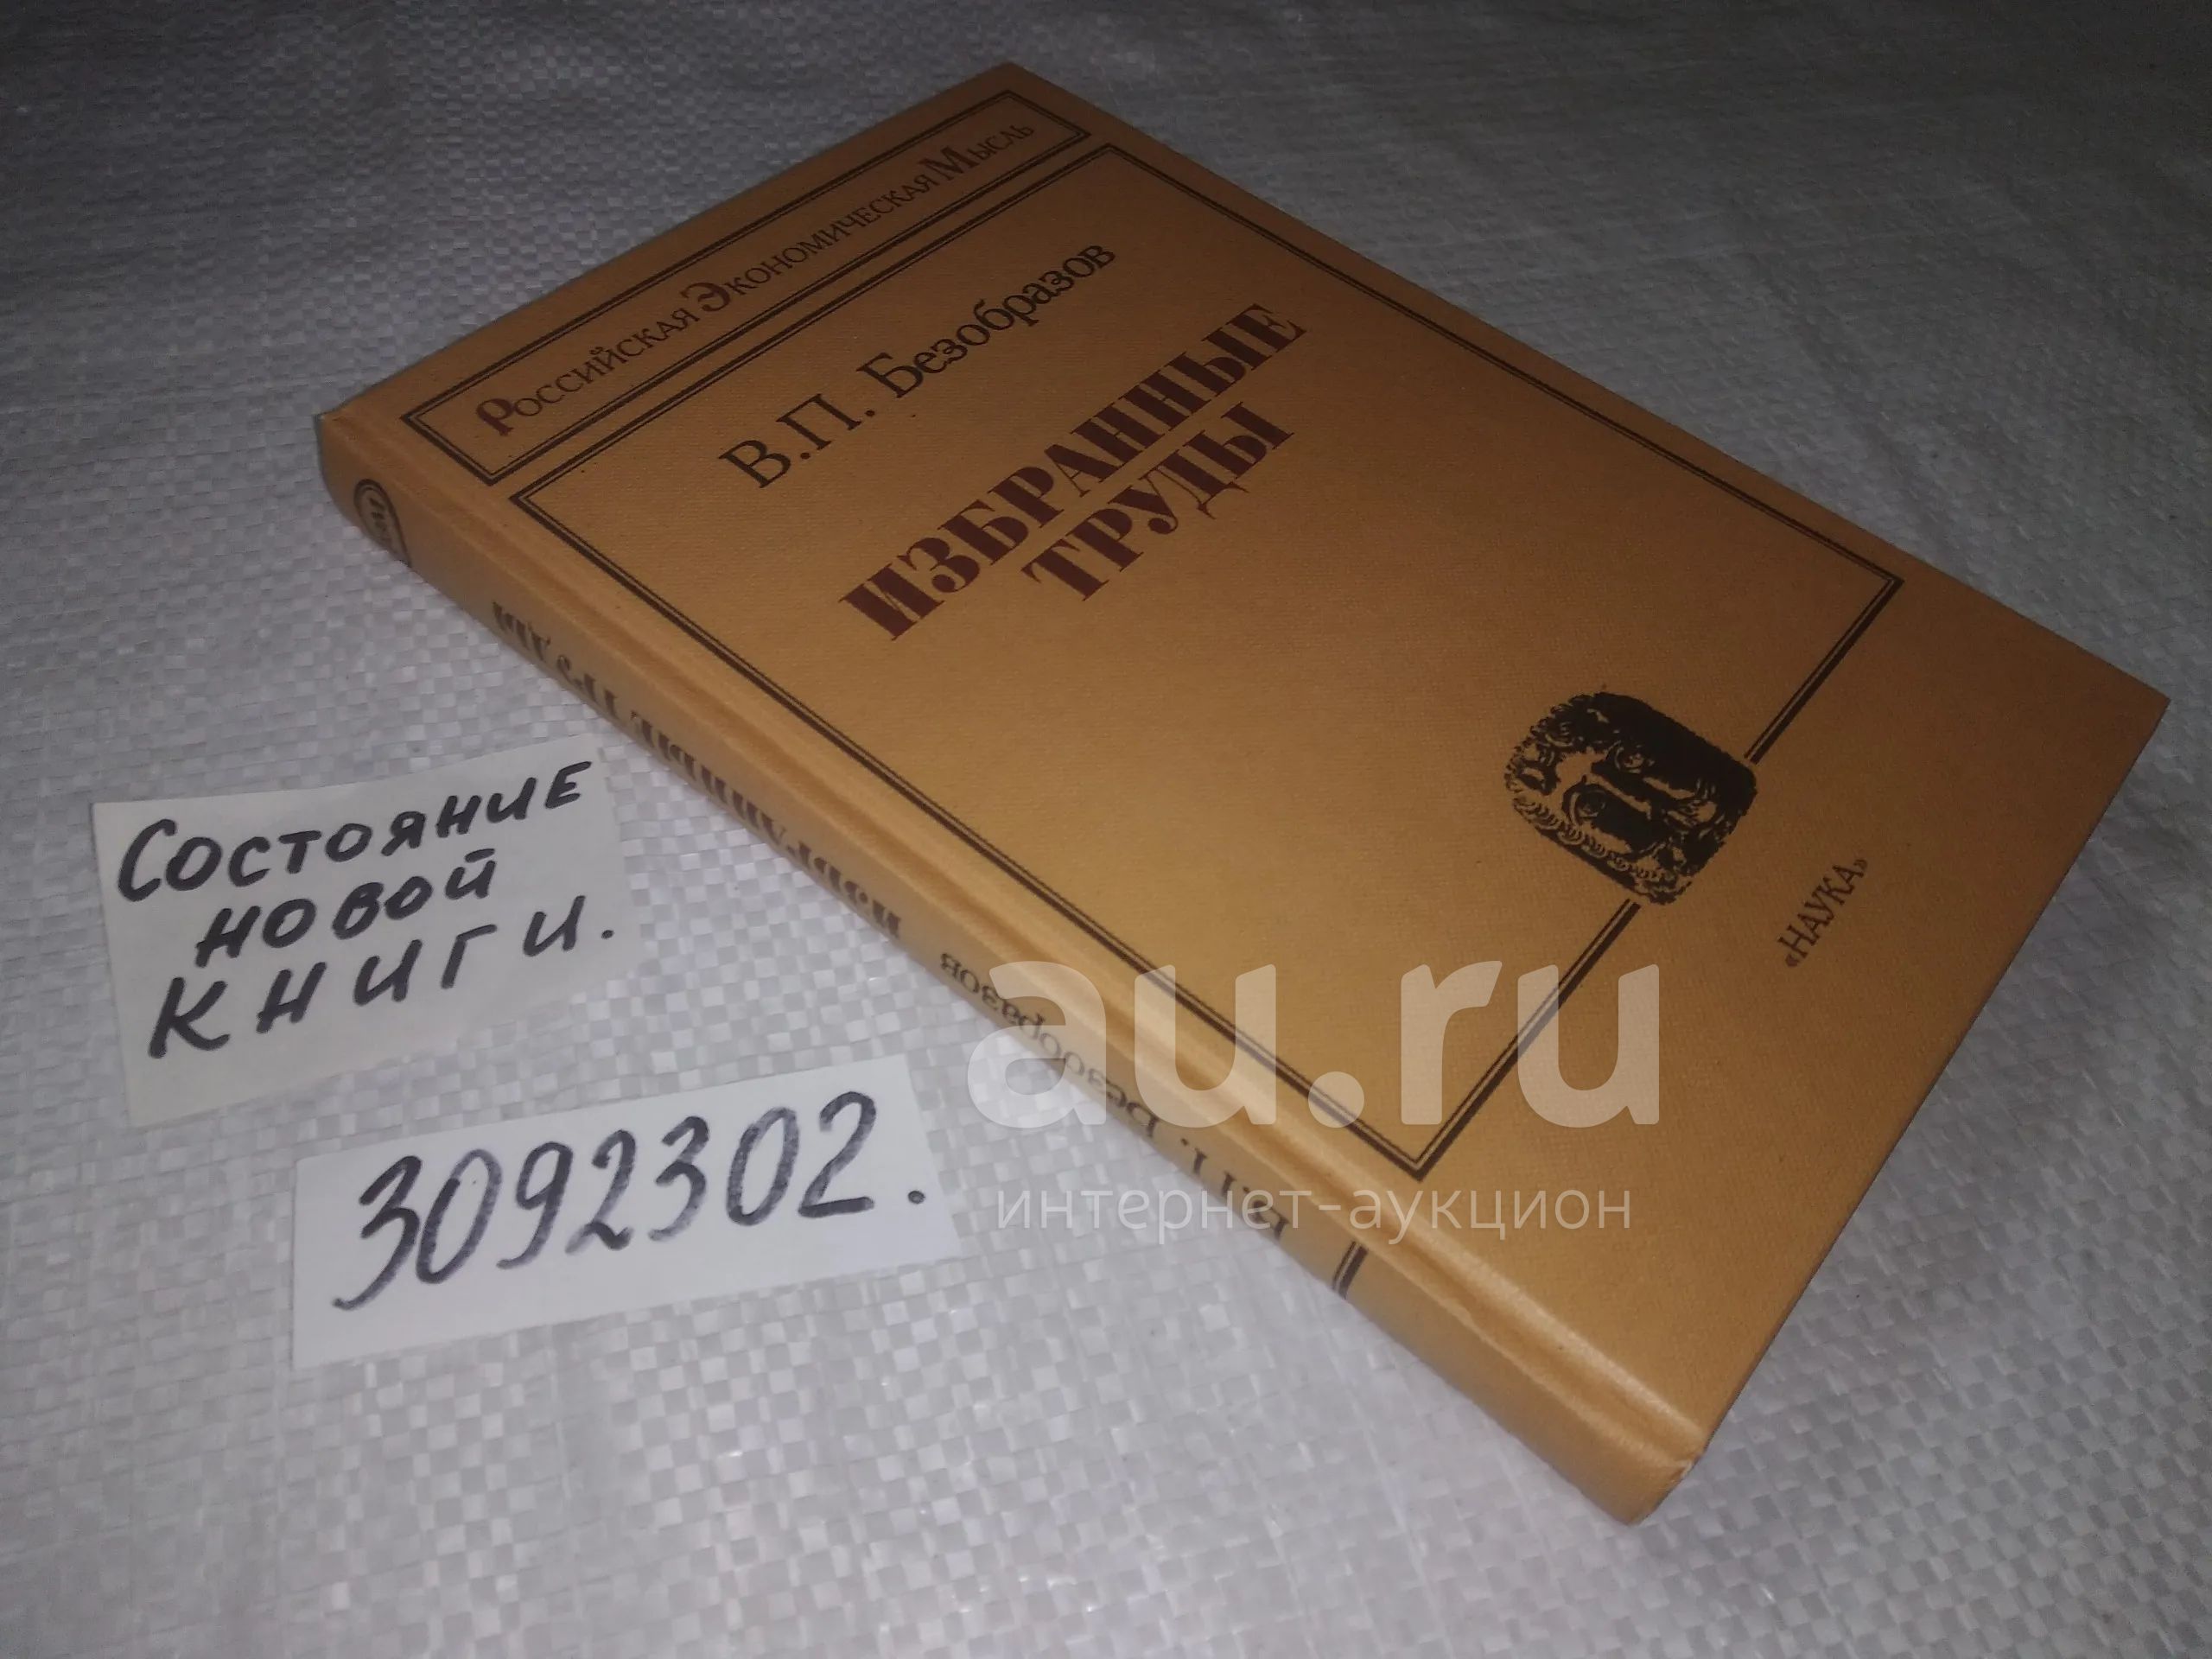 Российская Экономическая Мысль
В.П. Безобразов
ИЗБРАННЫЕ
ТРУДЫ
«НАУКА»
В.П. Безобразов ИЗБРАННЫЕ ТРУДЫ
Состояние
новой
книги.
3092302.
au.ru
интернет-аукцион